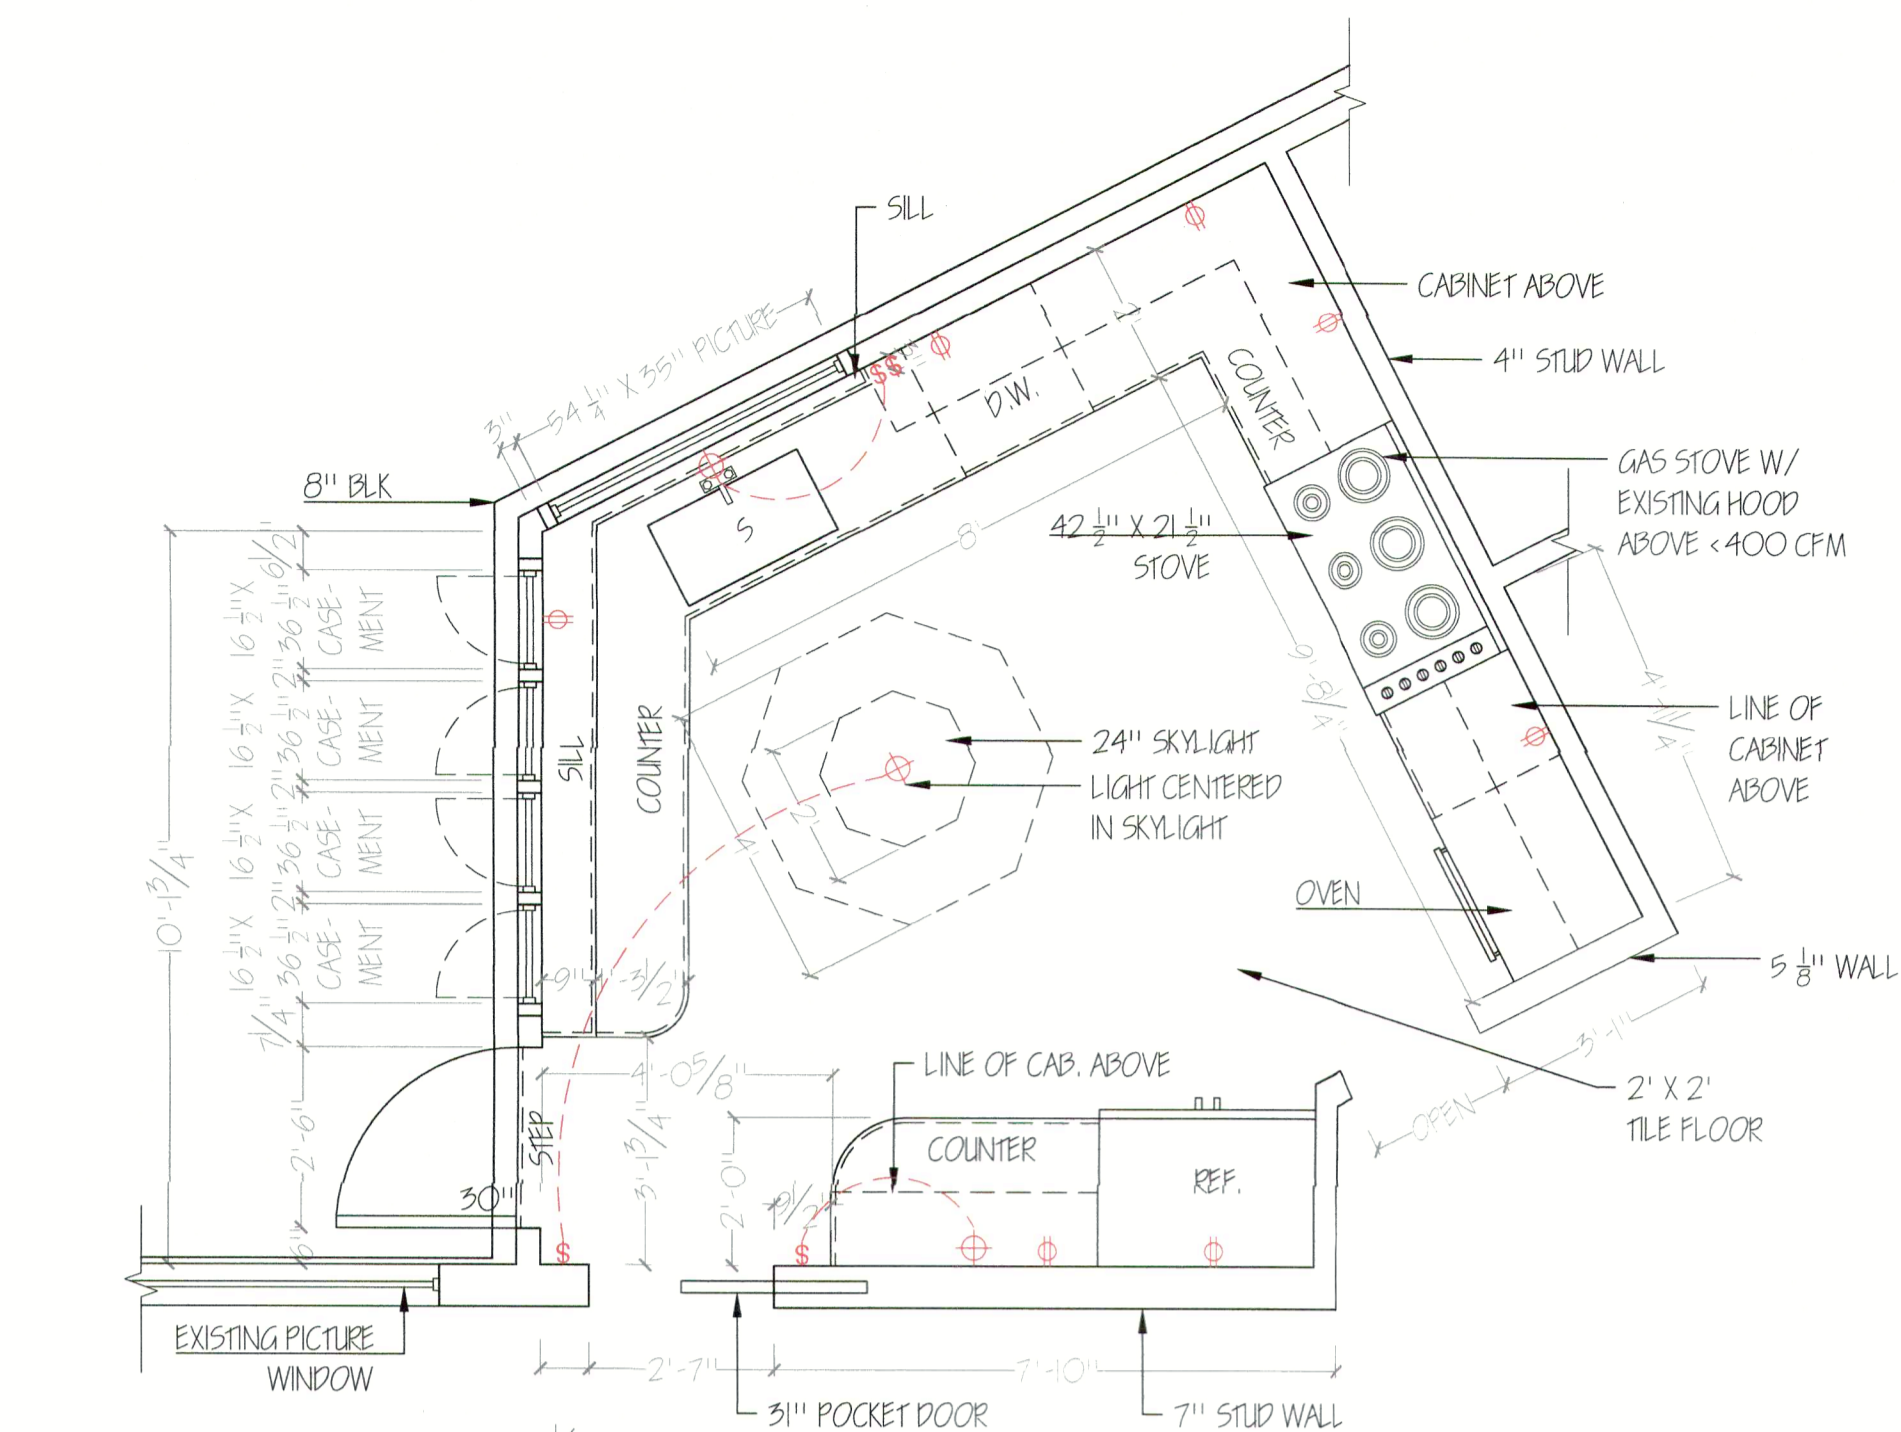 SILL
CABINET ABOVE
54 1/4" X 35" PICTURE
3"
2'
4" STUD WALL
COUNTER
D.W.
8" BLK
GAS STOVE W/
EXISTING HOOD
ABOVE <400 CFM
S
8'
42 1/2" X 21 1/2"
STOVE
6 1/2"
16 1/2" X
36 1/2"
CASE-
MENT
2"
16 1/2" X
36 1/2"
CASE-
MENT
2"
16 1/2" X
36 1/2"
CASE-
MENT
2"
16 1/2" X
36 1/2"
CASE-
MENT
7 1/4"
10'-1 3/4"
SILL
COUNTER
9'-8 1/4"
4'-11 1/4"
24" SKYLIGHT
LIGHT CENTERED
IN SKYLIGHT
2'
4'
LINE OF
CABINET
ABOVE
OVEN
5 1/8" WALL
9"
1'-3 1/2"
3'-1"
OPEN
2' X 2'
TILE FLOOR
4'-0 5/8"
LINE OF CAB. ABOVE
STEP
2'-6"
3'-1 3/4"
2'-0"
COUNTER
REF.
30"
9 1/2"
6"
$
$
$
$
EXISTING PICTURE
WINDOW
2'-7"
7'-10"
31" POCKET DOOR
7" STUD WALL